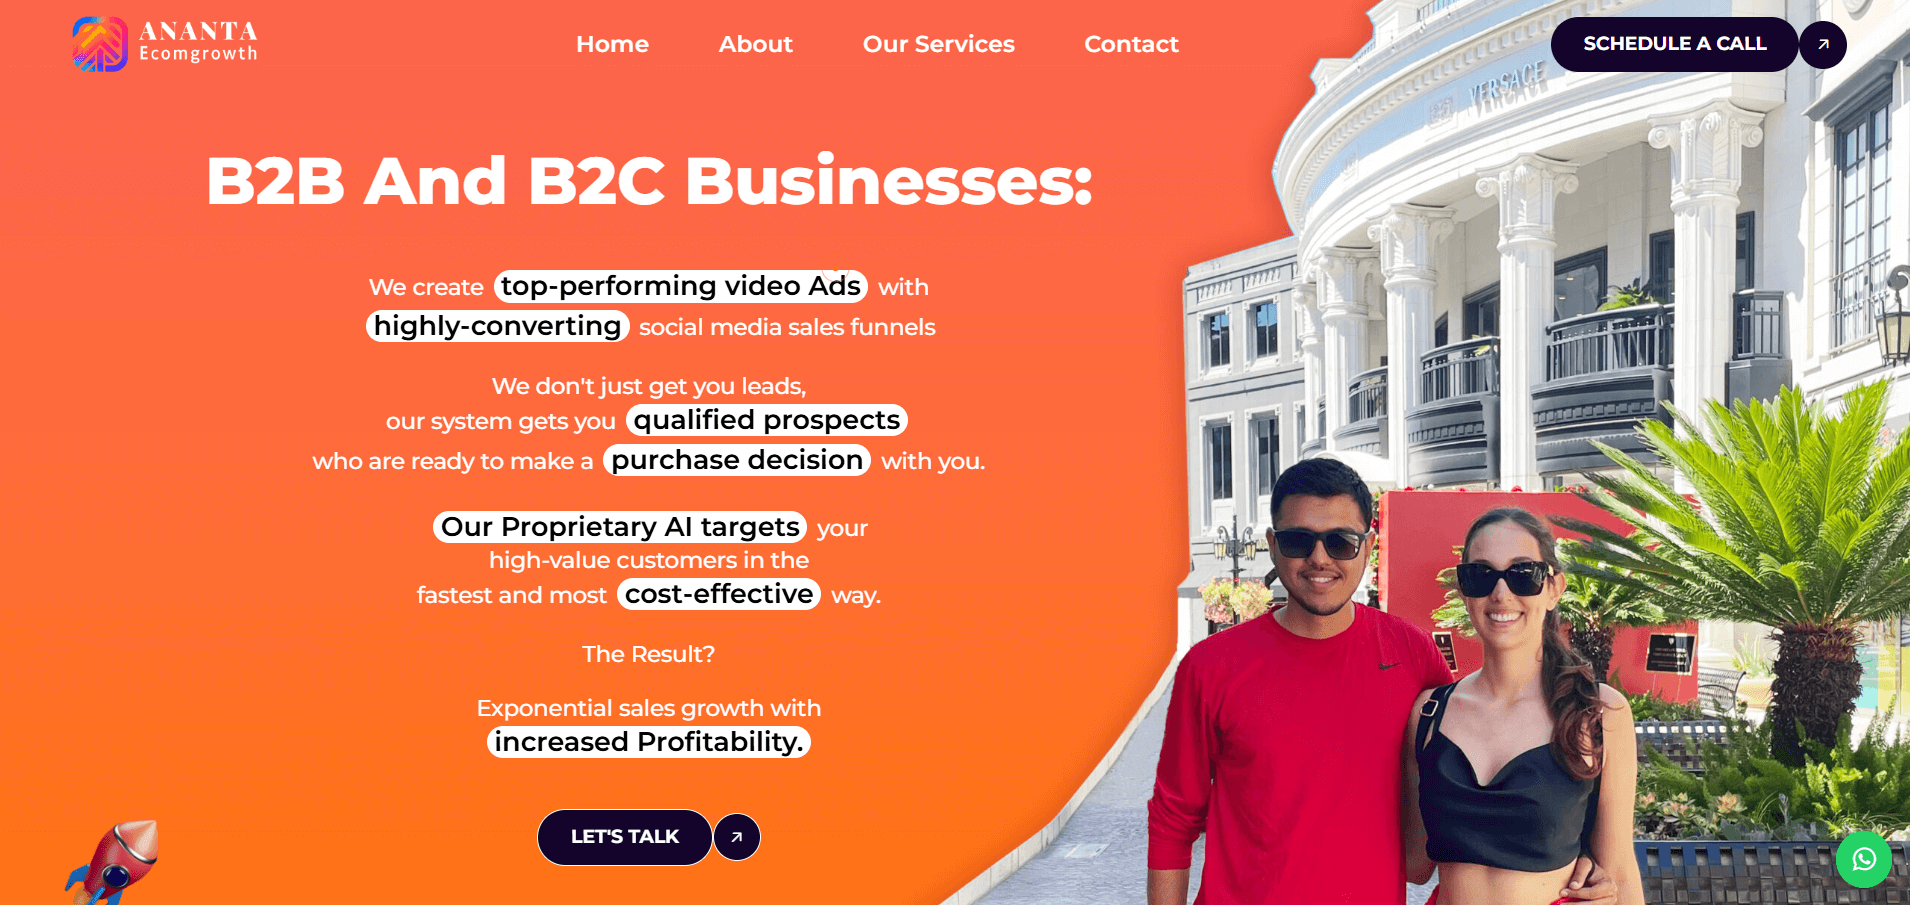 ANANTA
Ecomgrowth
Home
About
Our Services
Contact
SCHEDULE A CALL
VERSACE
B2B And B2C Businesses:
We create top-performing video Ads with
highly-converting social media sales funnels
We don't just get you leads,
our system gets you qualified prospects
who are ready to make a purchase decision with you.
Our Proprietary AI targets your
high-value customers in the
fastest and most cost-effective way.
The Result?
Exponential sales growth with
increased Profitability.
LET'S TALK